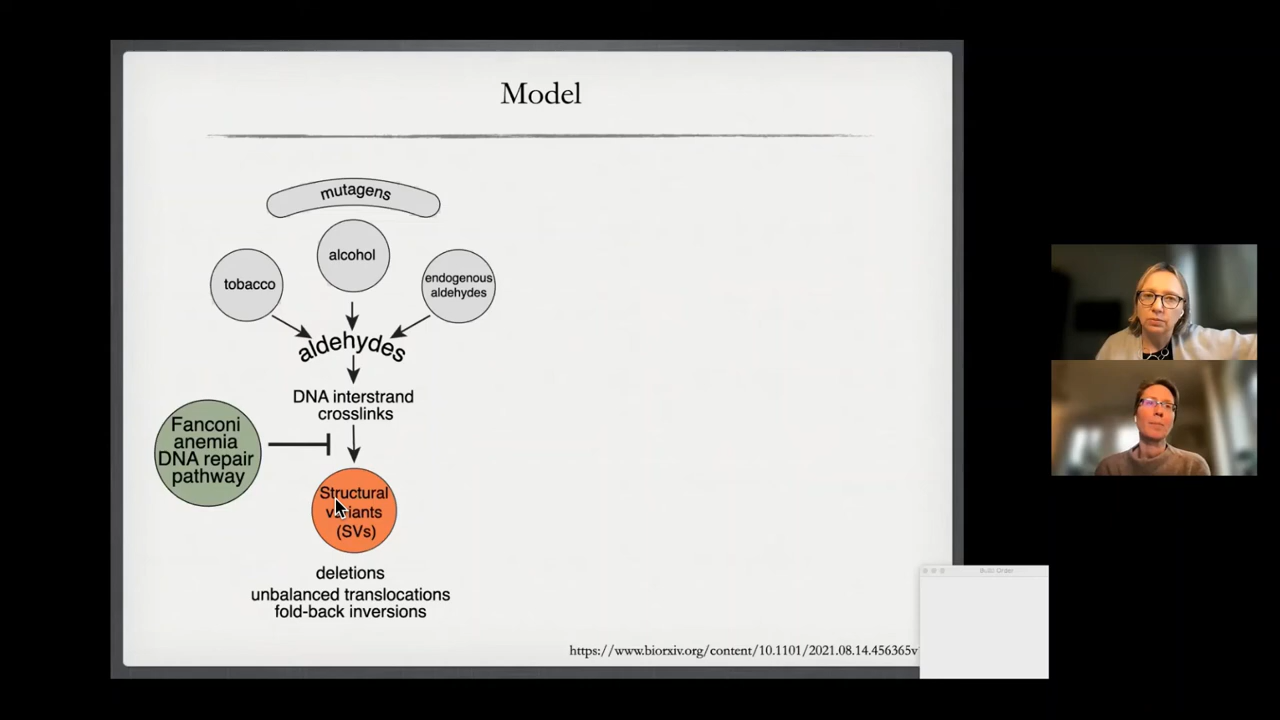 Model
mutagens
alcohol
tobacco
endogenous
aldehydes
aldehydes
DNA interstrand
crosslinks
Fanconi
anemia
DNA repair
pathway
Structural
variants
(SVs)
deletions
unbalanced translocations
fold-back inversions
https://www.biorxiv.org/content/10.1101/2021.08.14.456365v